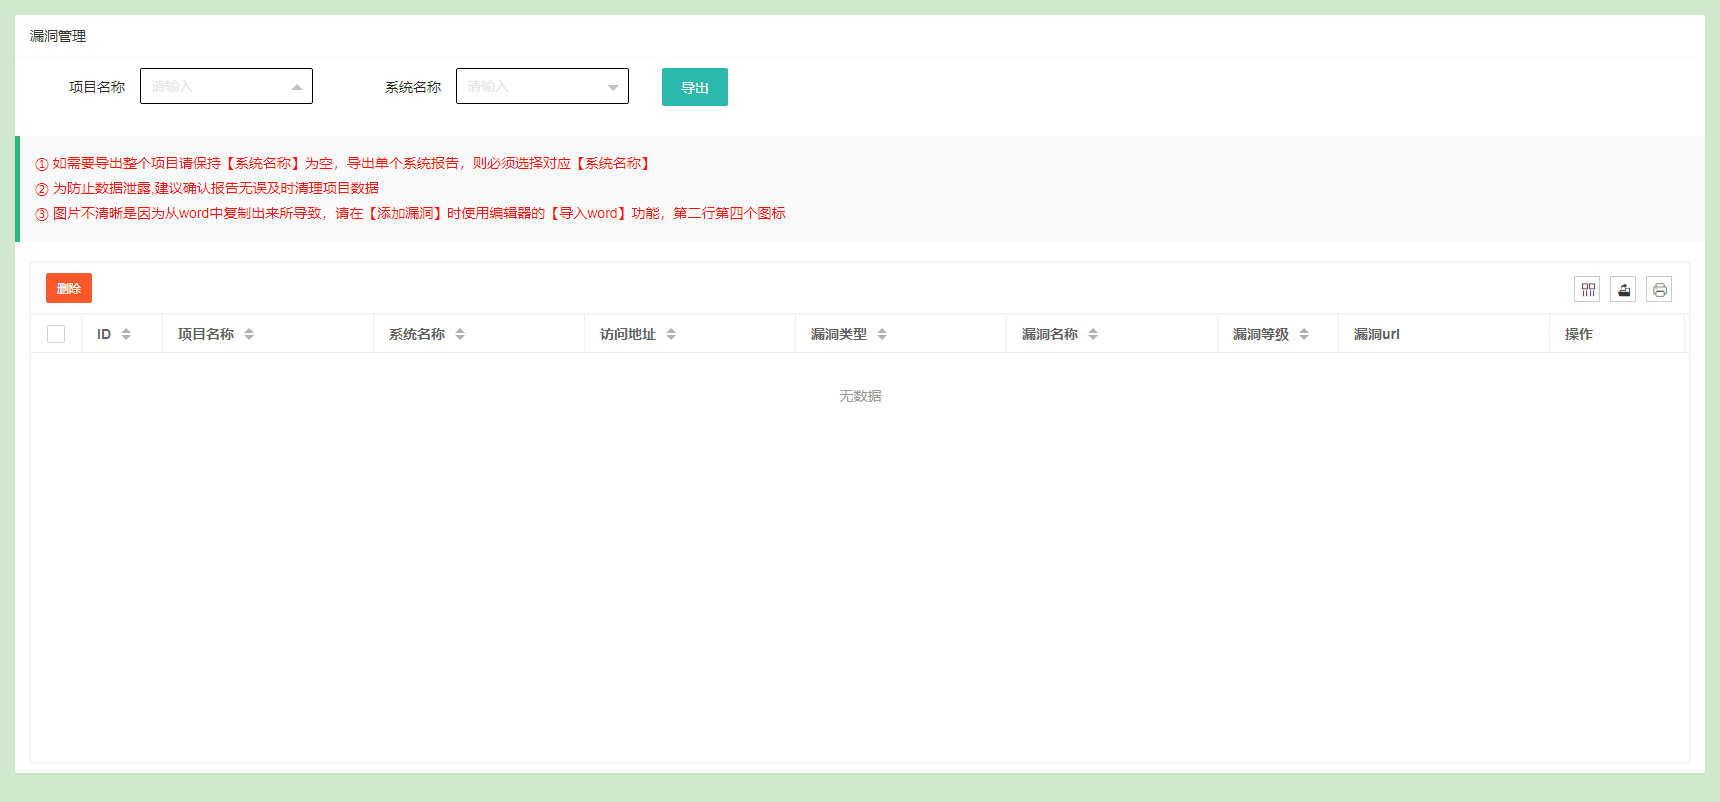 漏洞管理
项目名称 请输入 系统名称 请输入 导出
① 如需要导出整个项目请保持【系统名称】为空，导出单个系统报告，则必须选择对应【系统名称】
② 为防止数据泄露,建议确认报告无误及时清理项目数据
③ 图片不清晰是因为从word中复制出来所导致，请在【添加漏洞】时使用编辑器的【导入word】功能，第二行第四个图标
删除
ID 项目名称 系统名称 访问地址 漏洞类型 漏洞名称 漏洞等级 漏洞url 操作
无数据